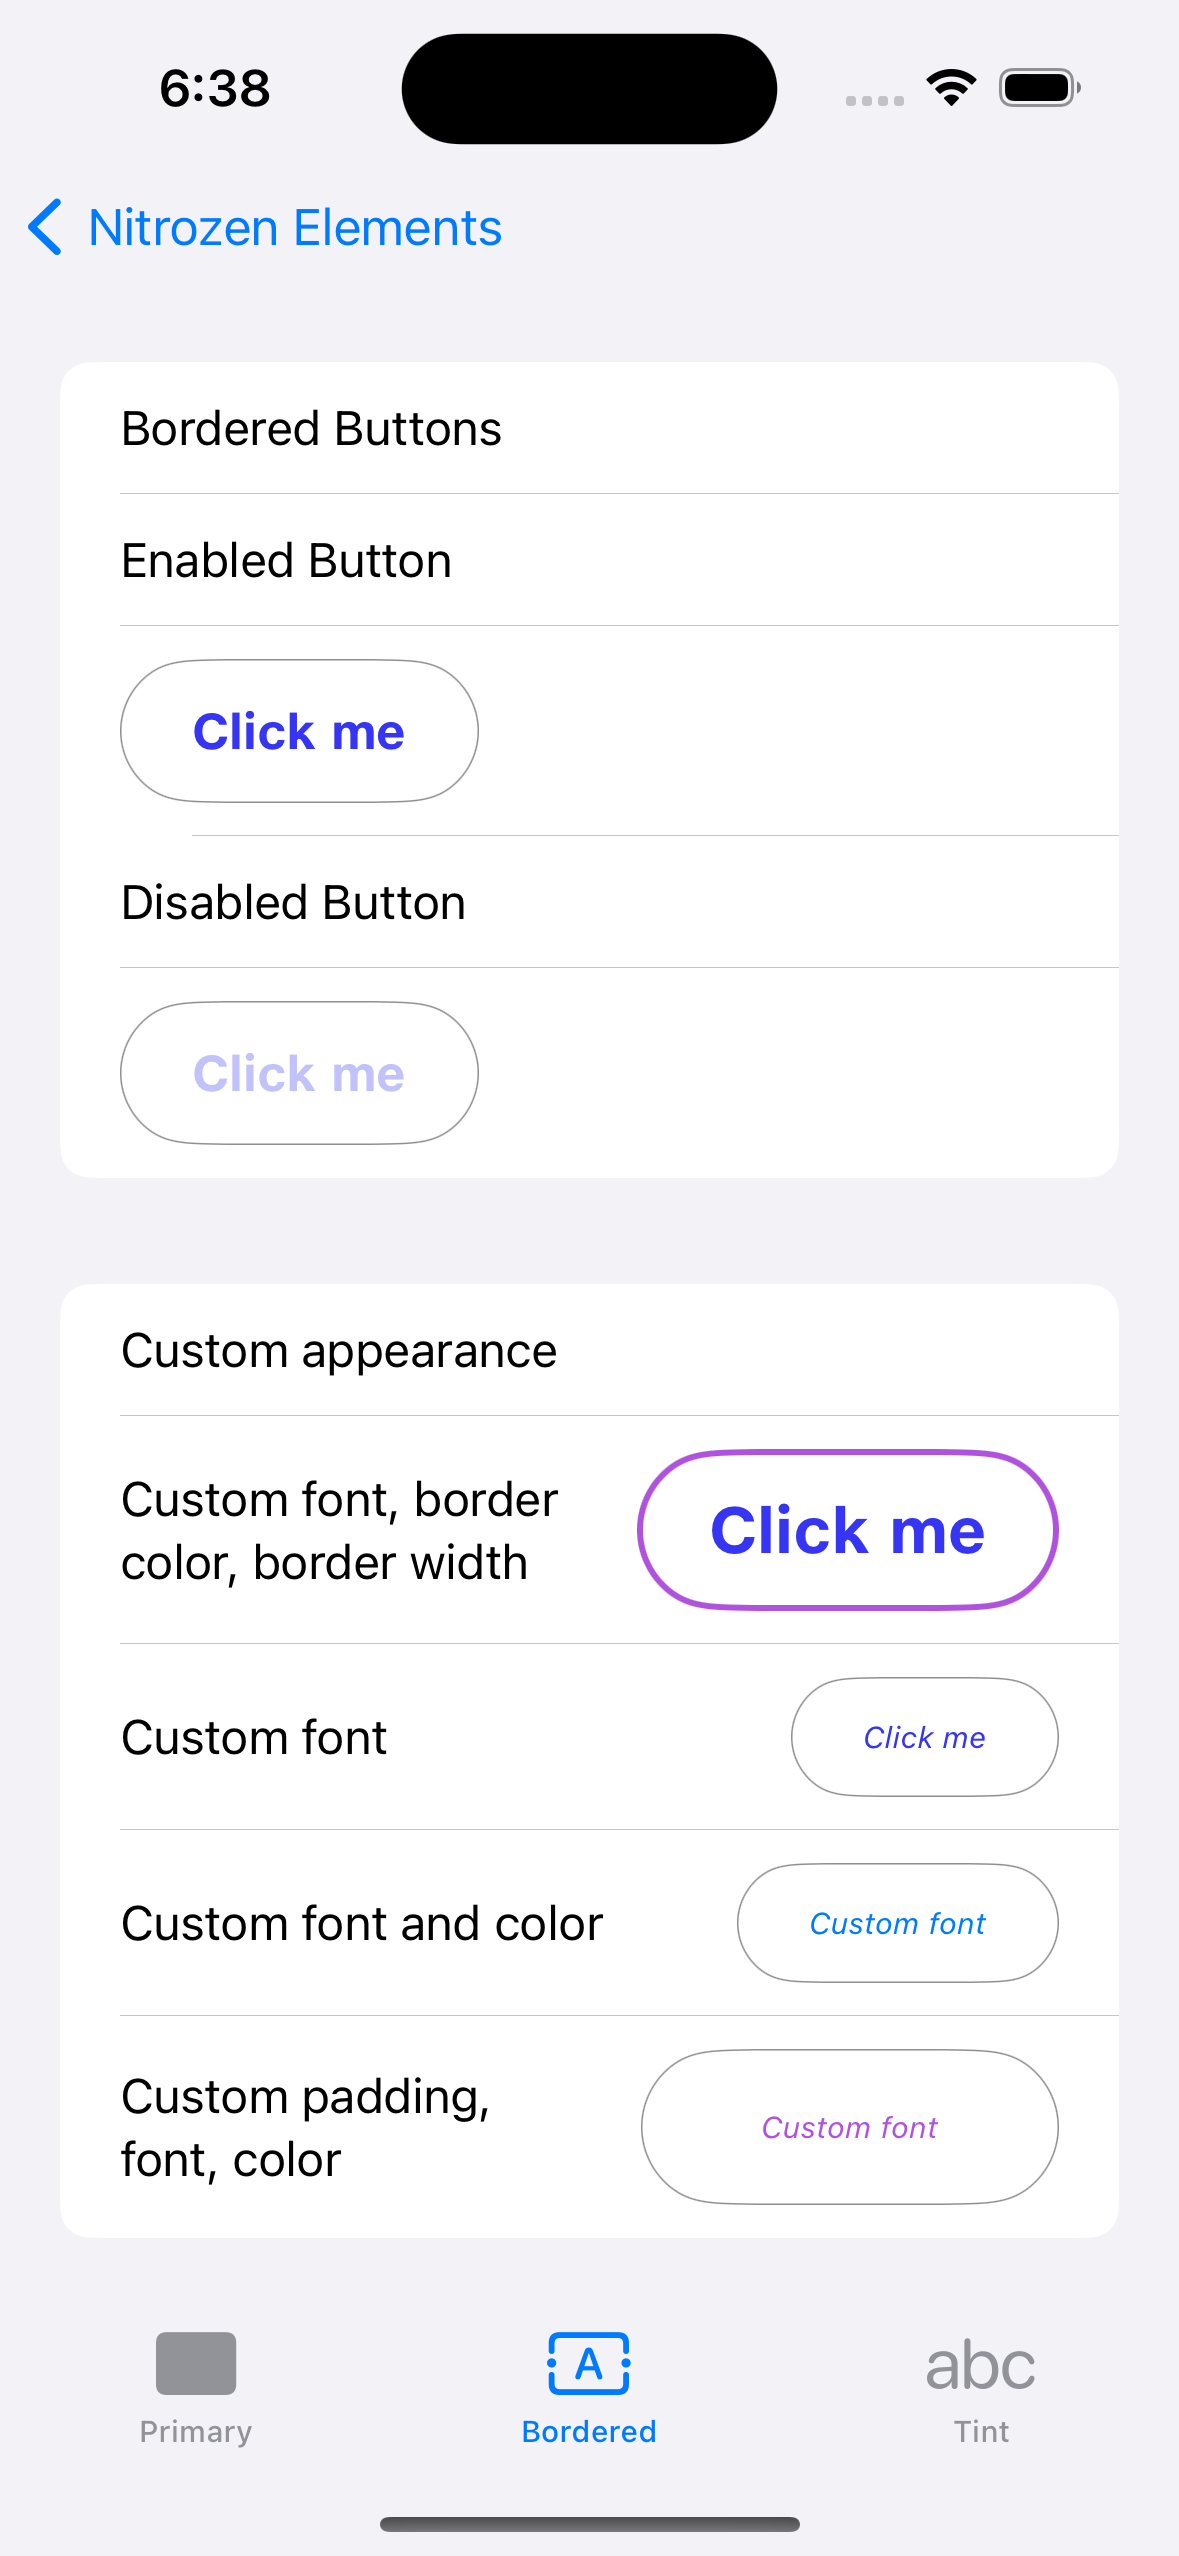 6:38
Nitrozen Elements
Bordered Buttons
Enabled Button
Click me
Disabled Button
Click me
Custom appearance
Custom font, border
color, border width
Click me
Custom font
Click me
Custom font and color
Custom font
Custom padding,
font, color
Custom font
A
abc
Primary
Bordered
Tint